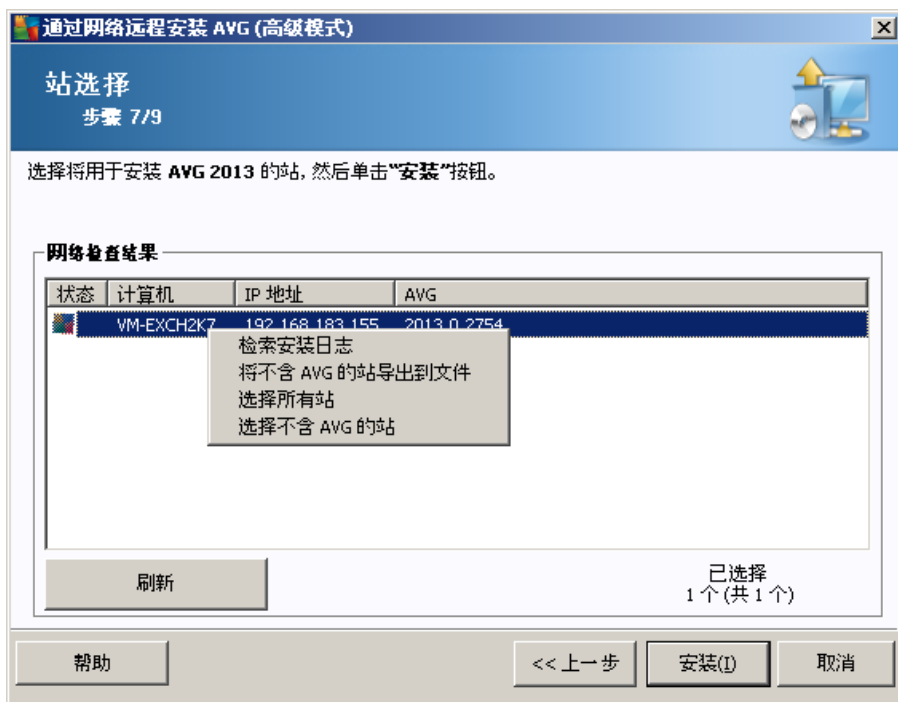 通过网络远程安装 AVG (高级模式)
站选择
步骤 7/9
选择将用于安装 AVG 2013 的站, 然后单击"安装"按钮。
网络检查结果
状态 计算机 IP 地址 AVG
VM-EXCH2K7 192.168.183.155 2013.0.2754
检索安装日志
将不含 AVG 的站导出到文件
选择所有站
选择不含 AVG 的站
刷新
已选择
1 个 (共 1 个)
帮助 << 上一步 安装(I) 取消